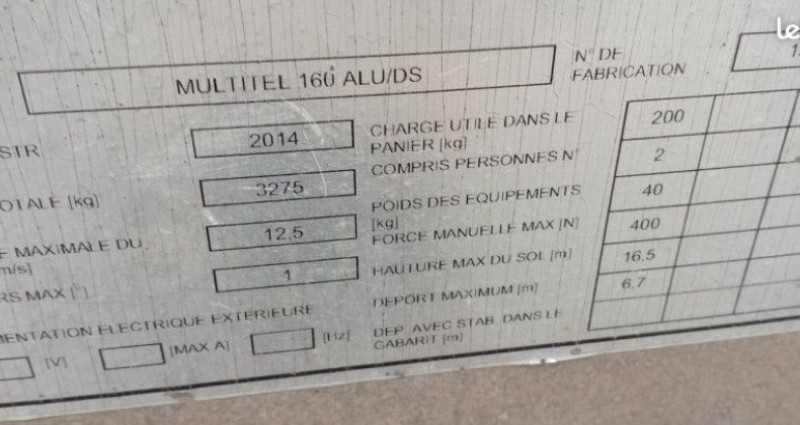 Le
MULTITEL 160 ALU/DS
N° DE
FABRICATION
1
STR.
2014
OTALE [kg]
3275
E MAXIMALE DU
m/s]
12,5
RS MAX [°]
1
MENTATION ELECTRIQUE EXTERIEURE
[V]
[MAX A]
[Hz]
CHARGE UTILE DANS LE
PANIER [kg]
200
COMPRIS PERSONNES N°
2
POIDS DES EQUIPEMENTS
[kg]
40
FORCE MANUELLE MAX [N]
400
HAUTURE MAX DU SOL [m]
16,5
DEPORT MAXIMUM [m]
6,7
DEP. AVEC STAB. DANS LE
GABARIT [m]